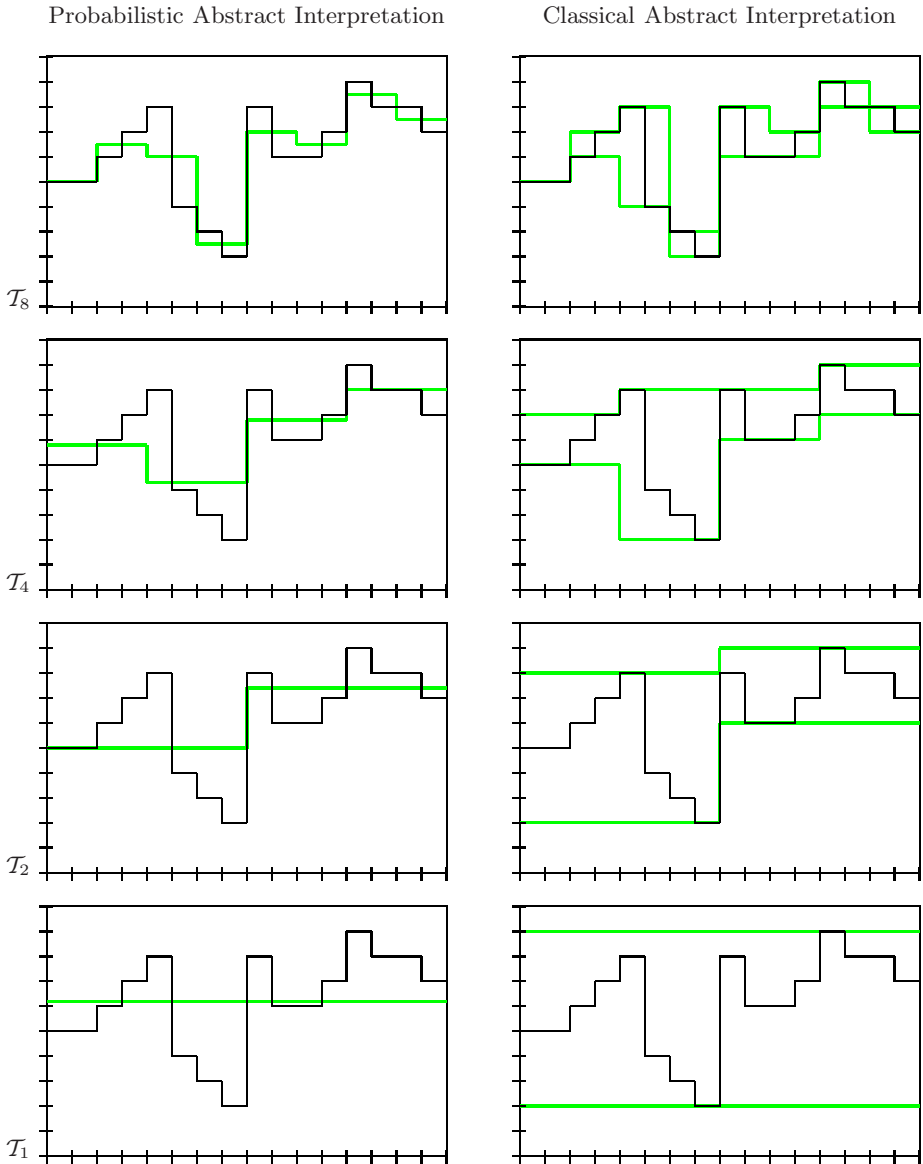 Probabilistic Abstract Interpretation
Classical Abstract Interpretation
𝒯₈
𝒯₄
𝒯₂
𝒯₁